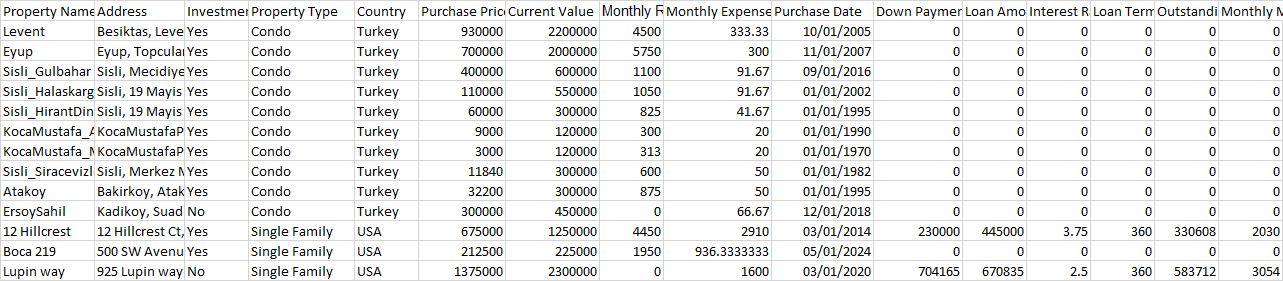 Property Name Address Investmen Property Type Country Purchase Pric Current Value Monthly R Monthly Expense Purchase Date Down Paymer Loan Amo Interest R Loan Term Outstandi Monthly M
Levent Besiktas, Leve Yes Condo Turkey 930000 2200000 4500 333.33 10/01/2005 0 0 0 0 0 0
Eyup Eyup, Topcular Yes Condo Turkey 700000 2000000 5750 300 11/01/2007 0 0 0 0 0 0
Sisli_Gulbahar Sisli, Mecidiye Yes Condo Turkey 400000 600000 1100 91.67 09/01/2016 0 0 0 0 0 0
Sisli_Halaskarg Sisli, 19 Mayis Yes Condo Turkey 110000 550000 1050 91.67 01/01/2002 0 0 0 0 0 0
Sisli_HirantDin Sisli, 19 Mayis Yes Condo Turkey 60000 300000 825 41.67 01/01/1995 0 0 0 0 0 0
KocaMustafa_A KocaMustafaP Yes Condo Turkey 9000 120000 300 20 01/01/1990 0 0 0 0 0 0
KocaMustafa_M KocaMustafaP Yes Condo Turkey 3000 120000 313 20 01/01/1970 0 0 0 0 0 0
Sisli_Siracevizl Sisli, Merkez M Yes Condo Turkey 11840 300000 600 50 01/01/1982 0 0 0 0 0 0
Atakoy Bakirkoy, Atak Yes Condo Turkey 32200 300000 875 50 01/01/1995 0 0 0 0 0 0
ErsoySahil Kadikoy, Suad No Condo Turkey 300000 450000 0 66.67 12/01/2018 0 0 0 0 0 0
12 Hillcrest 12 Hillcrest Ct, Yes Single Family USA 675000 1250000 4450 2910 03/01/2014 230000 445000 3.75 360 330608 2030
Boca 219 500 SW Avenu Yes Single Family USA 212500 225000 1950 936.3333333 05/01/2024 0 0 0 0 0 0
Lupin way 925 Lupin way No Single Family USA 1375000 2300000 0 1600 03/01/2020 704165 670835 2.5 360 583712 3054